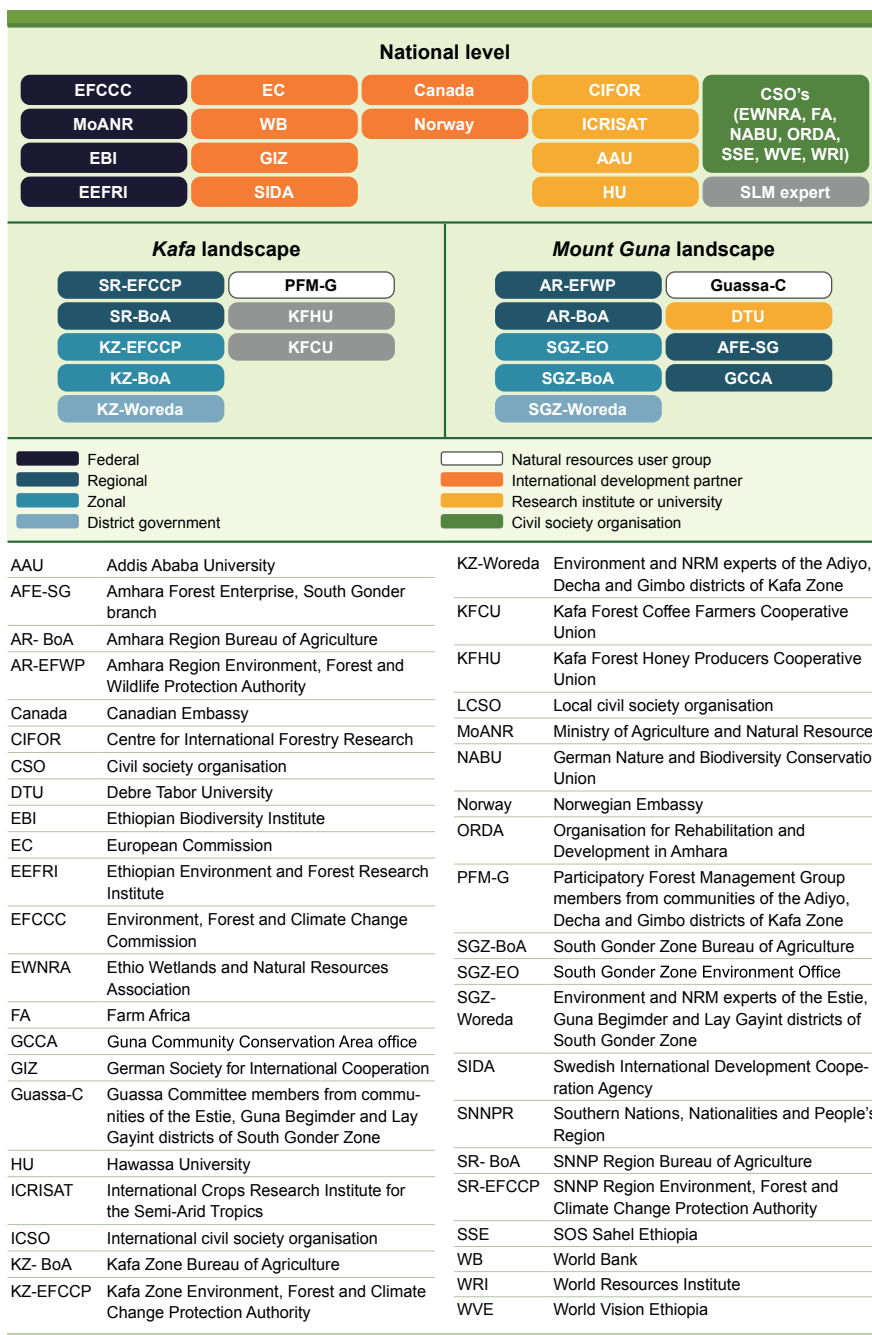 National level
EFCCC
EC
Canada
CIFOR
CSO's
(EWNRA, FA,
NABU, ORDA,
SSE, WVE, WRI)
MoANR
WB
Norway
ICRISAT
EBI
GIZ
AAU
EEFRI
SIDA
HU
SLM expert
Kafa landscape
SR-EFCCP
PFM-G
SR-BoA
KFHU
KZ-EFCCP
KFCU
KZ-BoA
KZ-Woreda
Mount Guna landscape
AR-EFWP
Guassa-C
AR-BoA
DTU
SGZ-EO
AFE-SG
SGZ-BoA
GCCA
SGZ-Woreda
Federal
Regional
Zonal
District government
Natural resources user group
International development partner
Research institute or university
Civil society organisation
AAU Addis Ababa University
AFE-SG Amhara Forest Enterprise, South Gonder
branch
AR- BoA Amhara Region Bureau of Agriculture
AR-EFWP Amhara Region Environment, Forest and
Wildlife Protection Authority
Canada Canadian Embassy
CIFOR Centre for International Forestry Research
CSO Civil society organisation
DTU Debre Tabor University
EBI Ethiopian Biodiversity Institute
EC European Commission
EEFRI Ethiopian Environment and Forest Research
Institute
EFCCC Environment, Forest and Climate Change
Commission
EWNRA Ethio Wetlands and Natural Resources
Association
FA Farm Africa
GCCA Guna Community Conservation Area office
GIZ German Society for International Cooperation
Guassa-C Guassa Committee members from commu-
nities of the Estie, Guna Begimder and Lay
Gayint districts of South Gonder Zone
HU Hawassa University
ICRISAT International Crops Research Institute for
the Semi-Arid Tropics
ICSO International civil society organisation
KZ- BoA Kafa Zone Bureau of Agriculture
KZ-EFCCP Kafa Zone Environment, Forest and Climate
Change Protection Authority
KZ-Woreda Environment and NRM experts of the Adiyo,
Decha and Gimbo districts of Kafa Zone
KFCU Kafa Forest Coffee Farmers Cooperative
Union
KFHU Kafa Forest Honey Producers Cooperative
Union
LCSO Local civil society organisation
MoANR Ministry of Agriculture and Natural Resource
NABU German Nature and Biodiversity Conservatio
Union
Norway Norwegian Embassy
ORDA Organisation for Rehabilitation and
Development in Amhara
PFM-G Participatory Forest Management Group
members from communities of the Adiyo,
Decha and Gimbo districts of Kafa Zone
SGZ-BoA South Gonder Zone Bureau of Agriculture
SGZ-EO South Gonder Zone Environment Office
SGZ- Environment and NRM experts of the Estie,
Woreda Guna Begimder and Lay Gayint districts of
South Gonder Zone
SIDA Swedish International Development Coope-
ration Agency
SNNPR Southern Nations, Nationalities and People's
Region
SR- BoA SNNP Region Bureau of Agriculture
SR-EFCCP SNNP Region Environment, Forest and
Climate Change Protection Authority
SSE SOS Sahel Ethiopia
WB World Bank
WRI World Resources Institute
WVE World Vision Ethiopia